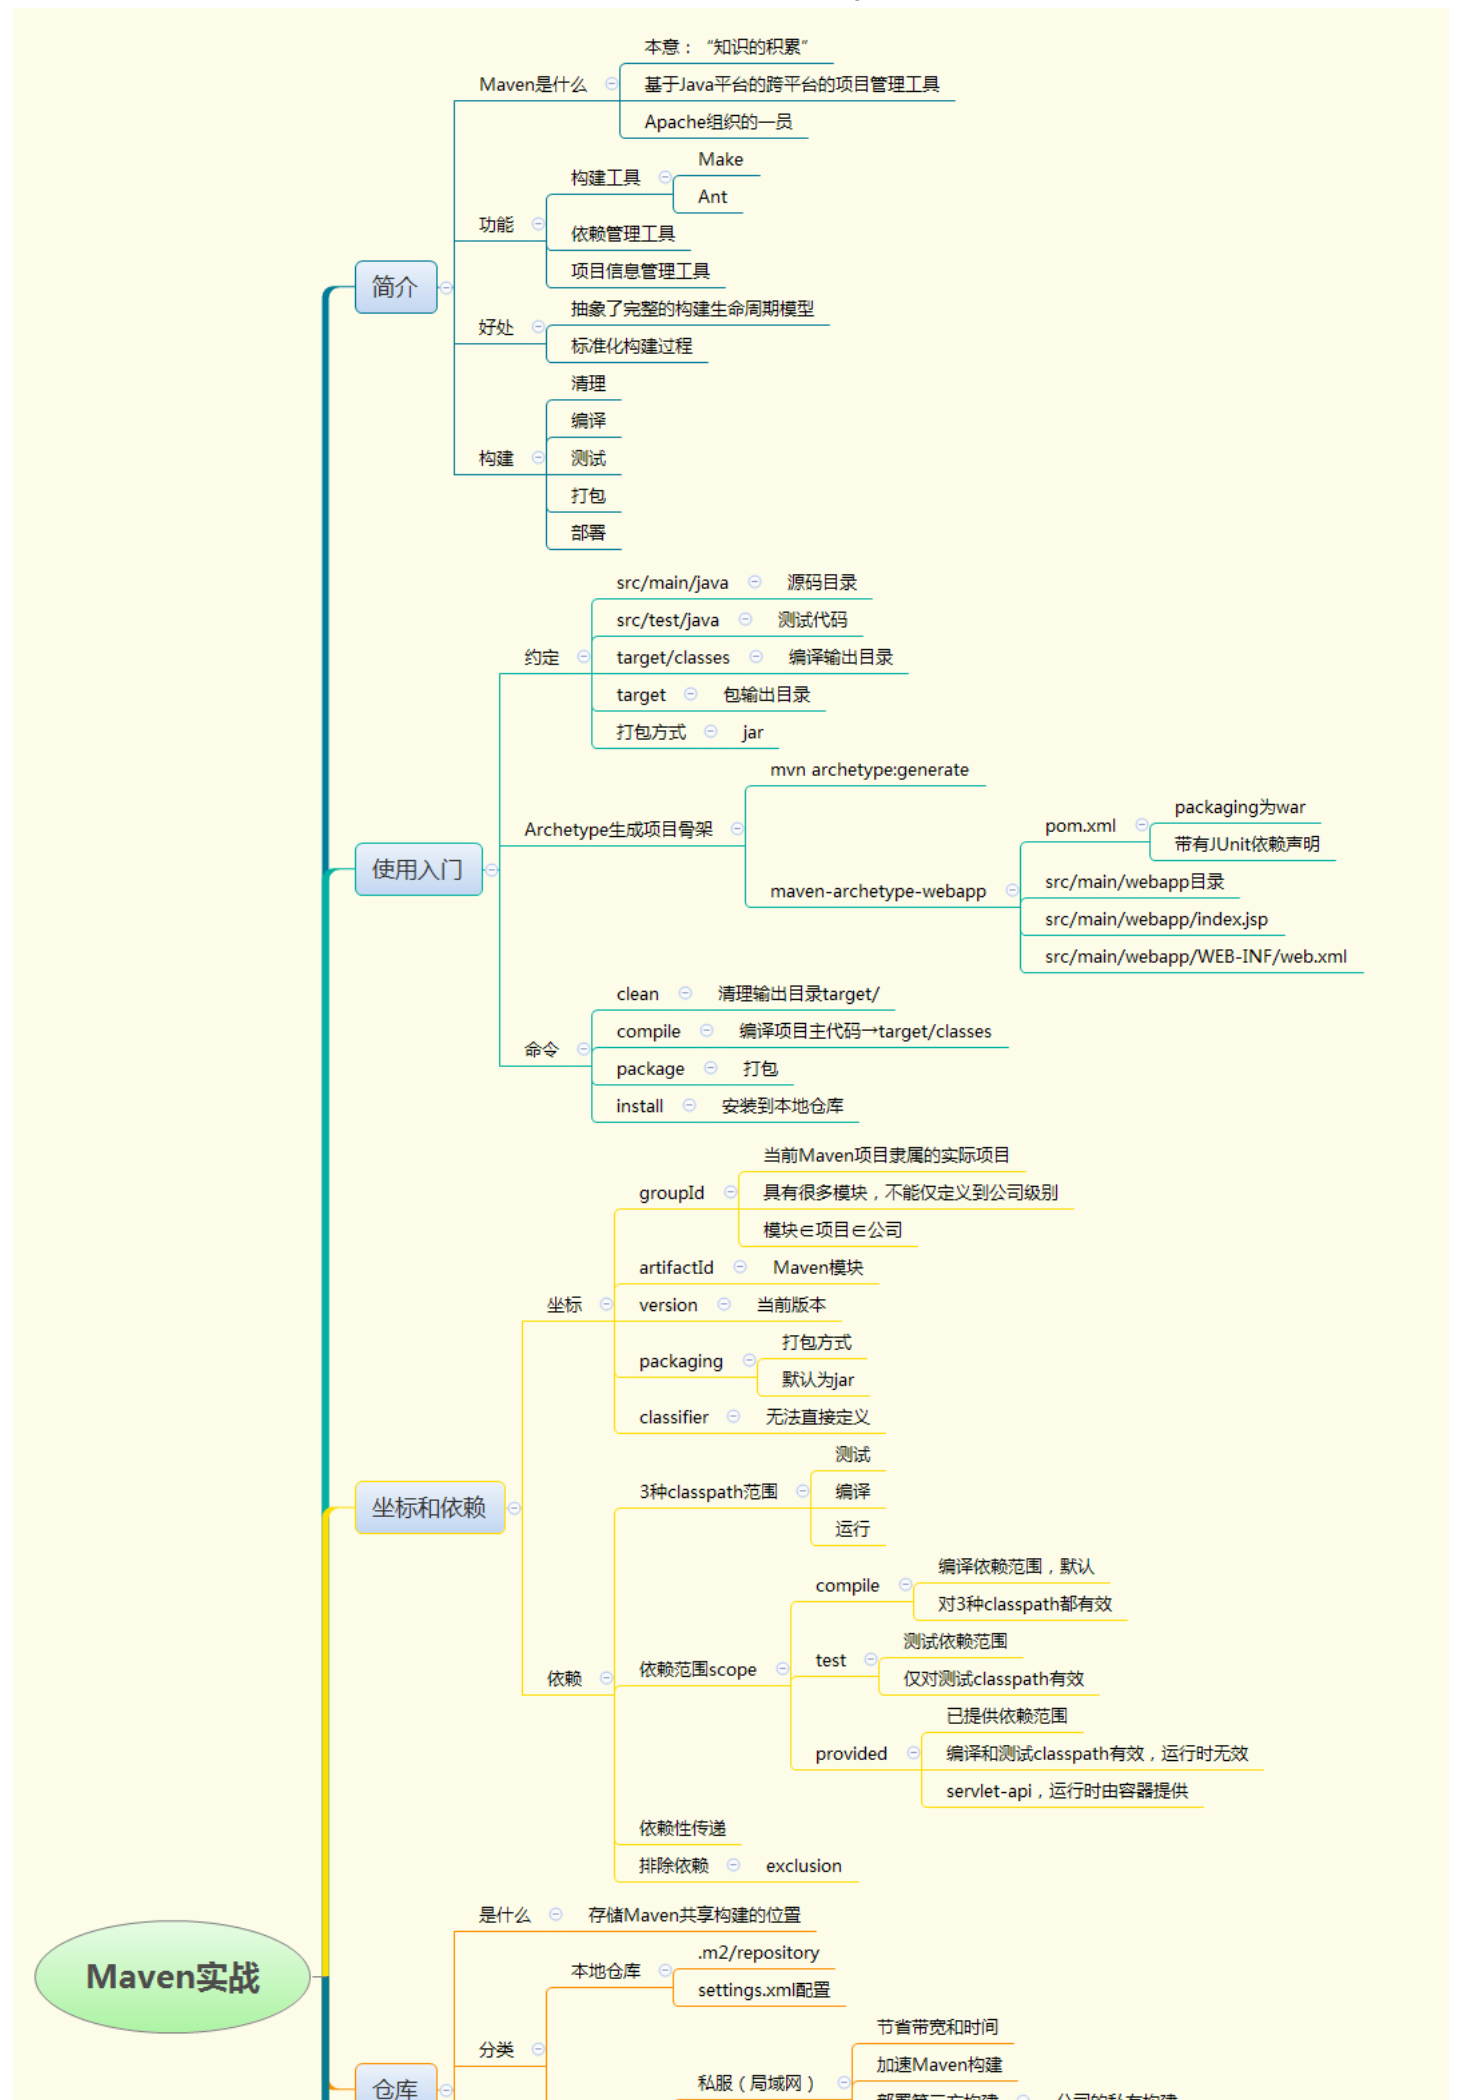 本意：“知识的积累”
Maven是什么
基于Java平台的跨平台的项目管理工具
Apache组织的一员
Make
构建工具
Ant
功能
依赖管理工具
项目信息管理工具
简介
抽象了完整的构建生命周期模型
好处
标准化构建过程
清理
编译
构建
测试
打包
部署
src/main/java 源码目录
src/test/java 测试代码
约定
target/classes 编译输出目录
target 包输出目录
打包方式 jar
mvn archetype:generate
packaging为war
pom.xml
Archetype生成项目骨架
带有JUnit依赖声明
使用入门
src/main/webapp目录
maven-archetype-webapp
src/main/webapp/index.jsp
src/main/webapp/WEB-INF/web.xml
clean 清理输出目录target/
compile 编译项目主代码→target/classes
命令
package 打包
install 安装到本地仓库
当前Maven项目隶属的实际项目
groupId
具有很多模块，不能仅定义到公司级别
模块∈项目∈公司
artifactId Maven模块
坐标
version 当前版本
打包方式
packaging
默认为jar
classifier 无法直接定义
测试
3种classpath范围
编译
坐标和依赖
运行
编译依赖范围，默认
compile
对3种classpath都有效
测试依赖范围
test
依赖范围scope
依赖
仅对测试classpath有效
已提供依赖范围
provided
编译和测试classpath有效，运行时无效
servlet-api，运行时由容器提供
依赖性传递
排除依赖 exclusion
是什么 存储Maven共享构建的位置
.m2/repository
本地仓库
Maven实战
settings.xml配置
节省带宽和时间
分类
加速Maven构建
私服（局域网）
仓库
部署第三方构建 公司的私有构建